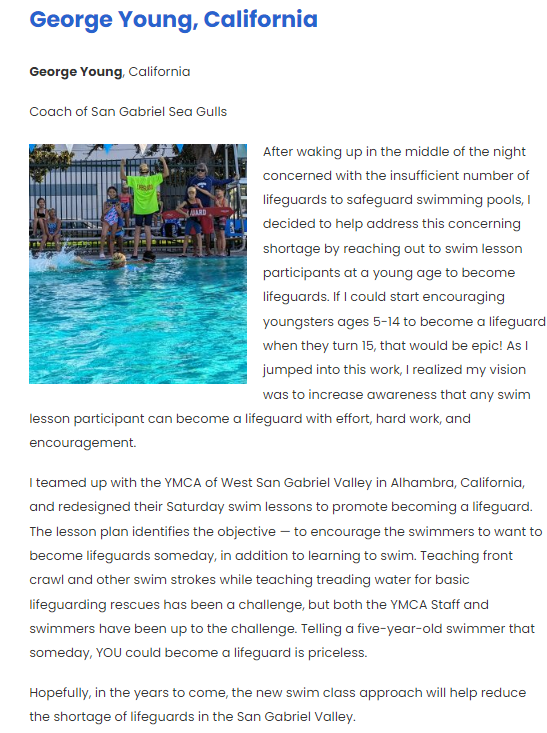 George Young, California
George Young, California
Coach of San Gabriel Sea Gulls
After waking up in the middle of the night
concerned with the insufficient number of
lifeguards to safeguard swimming pools, I
decided to help address this concerning
shortage by reaching out to swim lesson
participants at a young age to become
lifeguards. If I could start encouraging
youngsters ages 5-14 to become a lifeguard
when they turn 15, that would be epic! As I
jumped into this work, I realized my vision
was to increase awareness that any swim
lesson participant can become a lifeguard with effort, hard work, and
encouragement.
I teamed up with the YMCA of West San Gabriel Valley in Alhambra, California,
and redesigned their Saturday swim lessons to promote becoming a lifeguard.
The lesson plan identifies the objective — to encourage the swimmers to want to
become lifeguards someday, in addition to learning to swim. Teaching front
crawl and other swim strokes while teaching treading water for basic
lifeguarding rescues has been a challenge, but both the YMCA Staff and
swimmers have been up to the challenge. Telling a five-year-old swimmer that
someday, YOU could become a lifeguard is priceless.
Hopefully, in the years to come, the new swim class approach will help reduce
the shortage of lifeguards in the San Gabriel Valley.